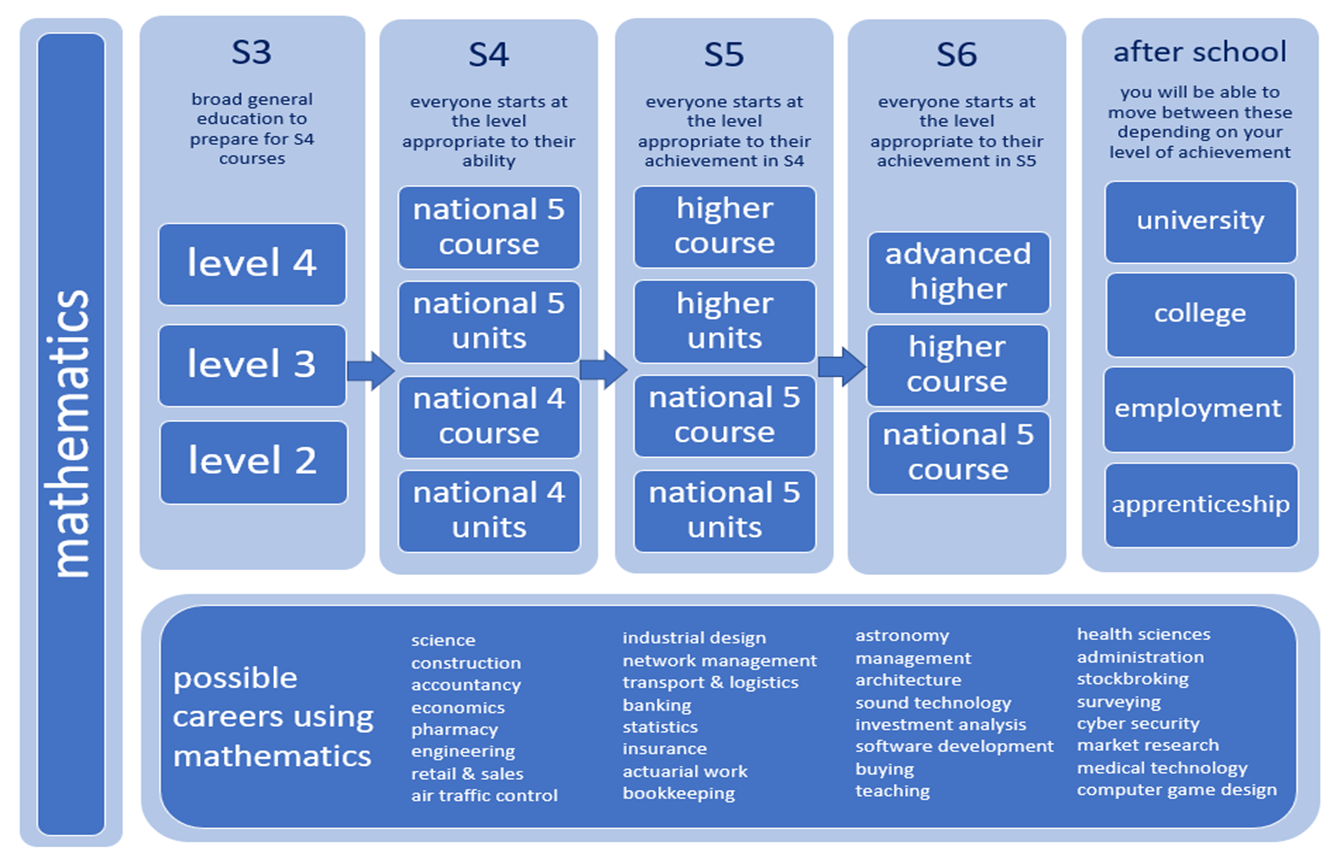 mathematics
S3
broad general
education to
prepare for S4
courses
level 4
level 3
level 2
S4
everyone starts at
the level
appropriate to their
ability
national 5
course
national 5
units
national 4
course
national 4
units
S5
everyone starts at
the level
appropriate to their
achievement in S4
higher
course
higher
units
national 5
course
national 5
units
S6
everyone starts at
the level
appropriate to their
achievement in S5
advanced
higher
higher
course
national 5
course
after school
you will be able to
move between these
depending on your
level of achievement
university
college
employment
apprenticeship
possible
careers using
mathematics
science
construction
accountancy
economics
pharmacy
engineering
retail & sales
air traffic control
industrial design
network management
transport & logistics
banking
statistics
insurance
actuarial work
bookkeeping
astronomy
management
architecture
sound technology
investment analysis
software development
buying
teaching
health sciences
administration
stockbroking
surveying
cyber security
market research
medical technology
computer game design